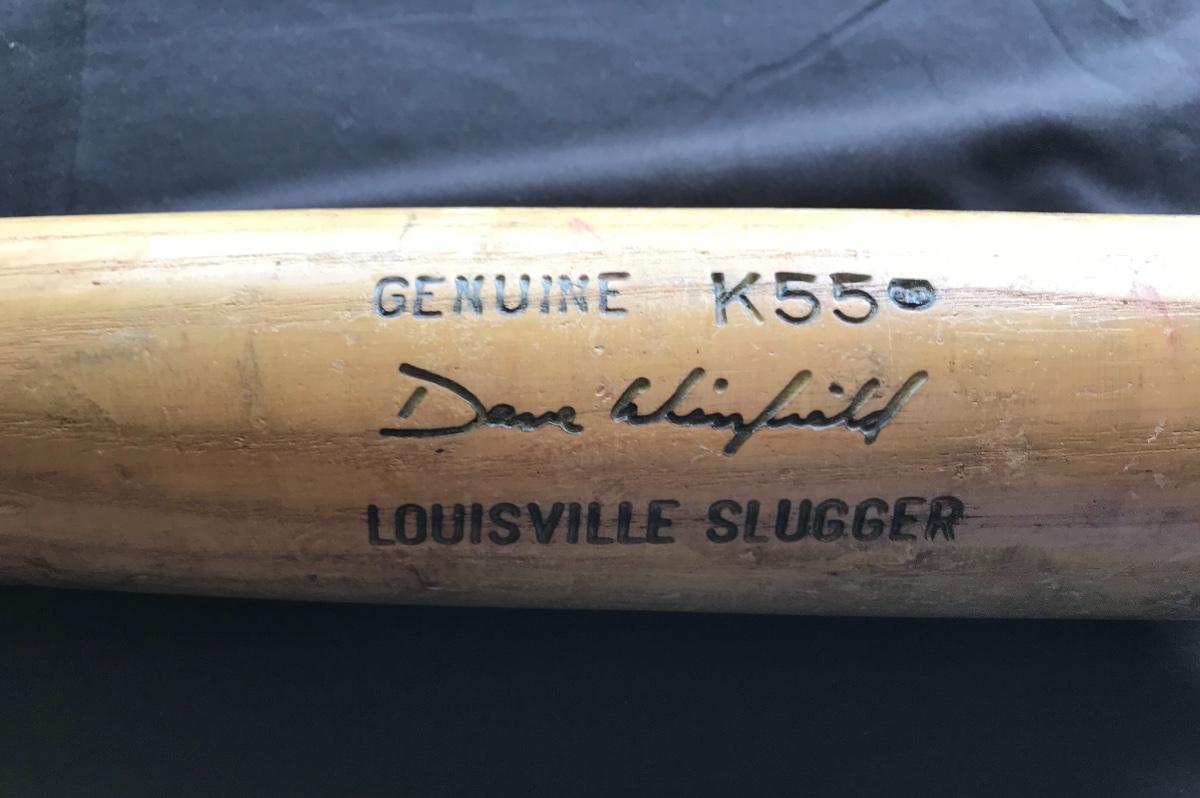 GENUINE K55
Dave Winfield
LOUISVILLE SLUGGER